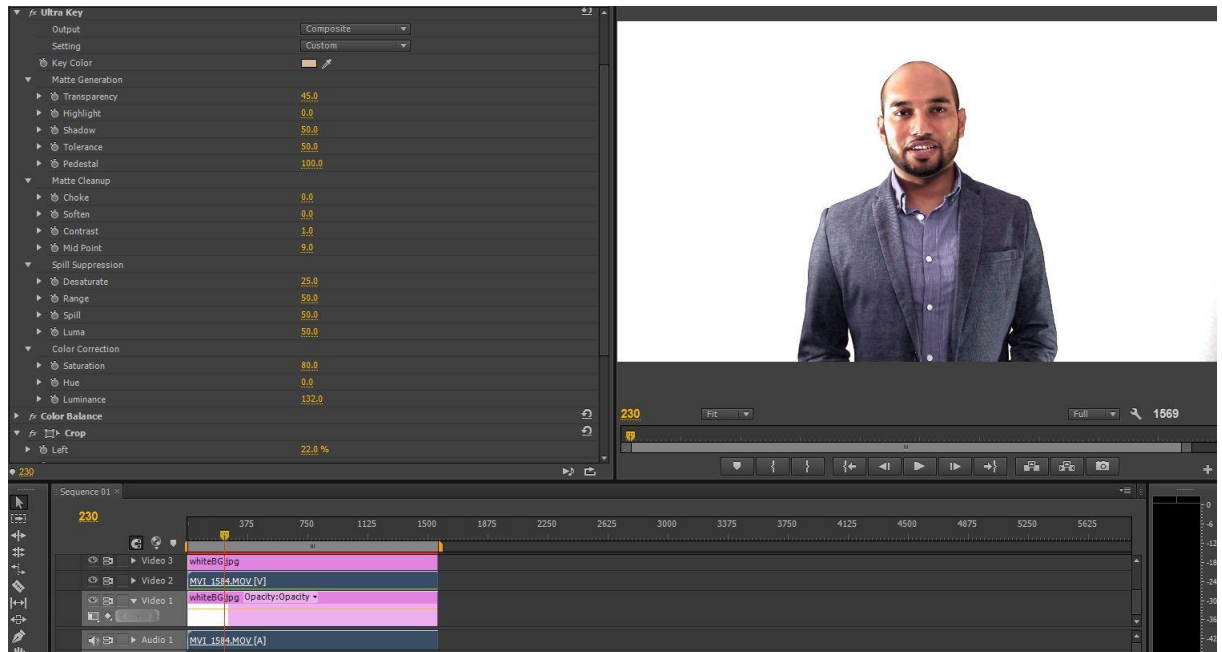 fx Ultra Key
Output Composite
Setting Custom
Key Color
Matte Generation
Transparency 45.0
Highlight 0.0
Shadow 50.0
Tolerance 50.0
Pedestal 100.0
Matte Cleanup
Choke 0.0
Soften 0.0
Contrast 1.0
Mid Point 9.0
Spill Suppression
Desaturate 25.0
Range 50.0
Spill 50.0
Luma 50.0
Color Correction
Saturation 80.0
Hue 0.0
Luminance 132.0
fx Color Balance
fx Crop
Left 22.0 %
230
230 Fit Full 1569
Sequence 01
230
375 750 1125 1500 1875 2250 2625 3000 3375 3750 4125 4500 4875 5250 5625
Video 3 whiteBG.jpg
Video 2 MVI_1584.MOV [V]
Video 1 whiteBG.jpg Opacity:Opacity
Audio 1 MVI_1584.MOV [A]
0
-6
-12
-18
-24
-30
-36
-42